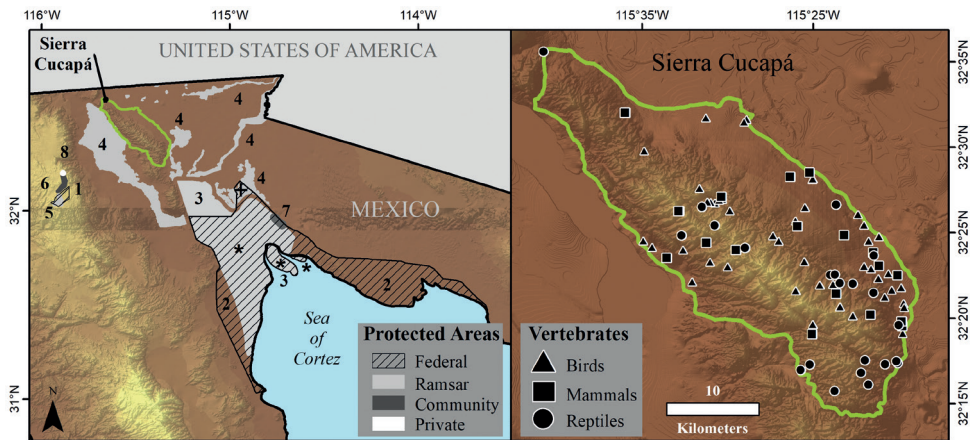 116°W
115°W
114°W
Sierra
Cucapá
UNITED STATES OF AMERICA
4
4
4
4
4
4
8
6
1
5
3
7
MEXICO
32°N
*
*
*
3
2
2
Sea
of
Cortez
31°N
N
Protected Areas
Federal
Ramsar
Community
Private
115°35'W
115°30'W
115°25'W
Sierra Cucapá
32°35'N
32°30'N
32°25'N
32°20'N
32°15'N
Vertebrates
Birds
Mammals
Reptiles
10
Kilometers